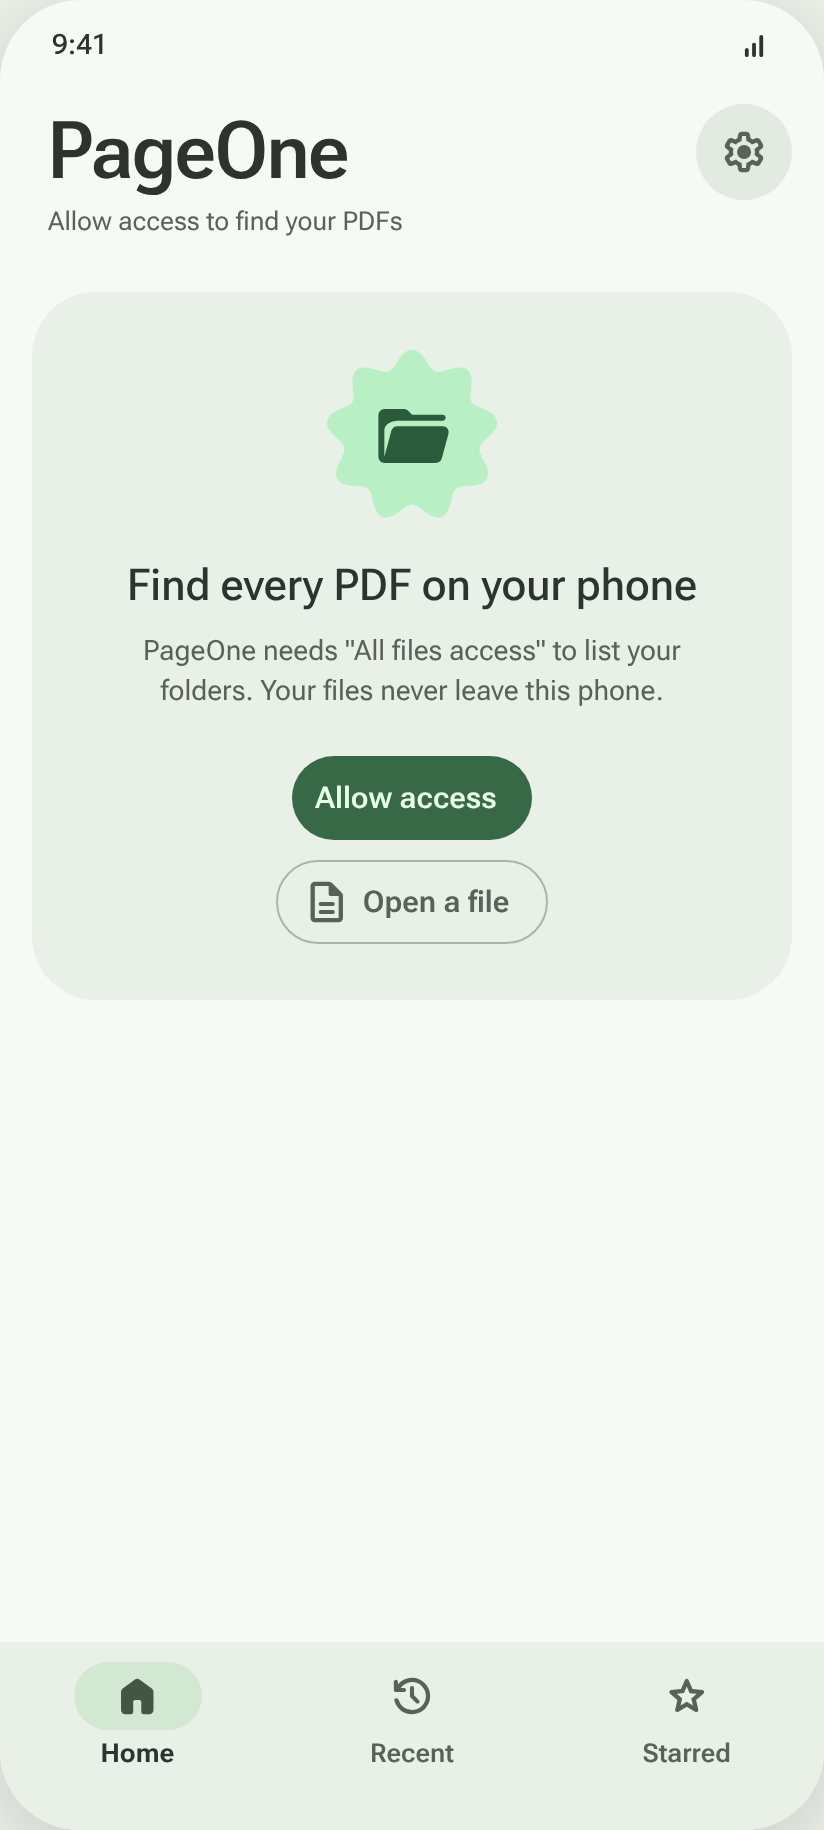 9:41
PageOne
Allow access to find your PDFs
Find every PDF on your phone
PageOne needs "All files access" to list your
folders. Your files never leave this phone.
Allow access
Open a file
Home
Recent
Starred